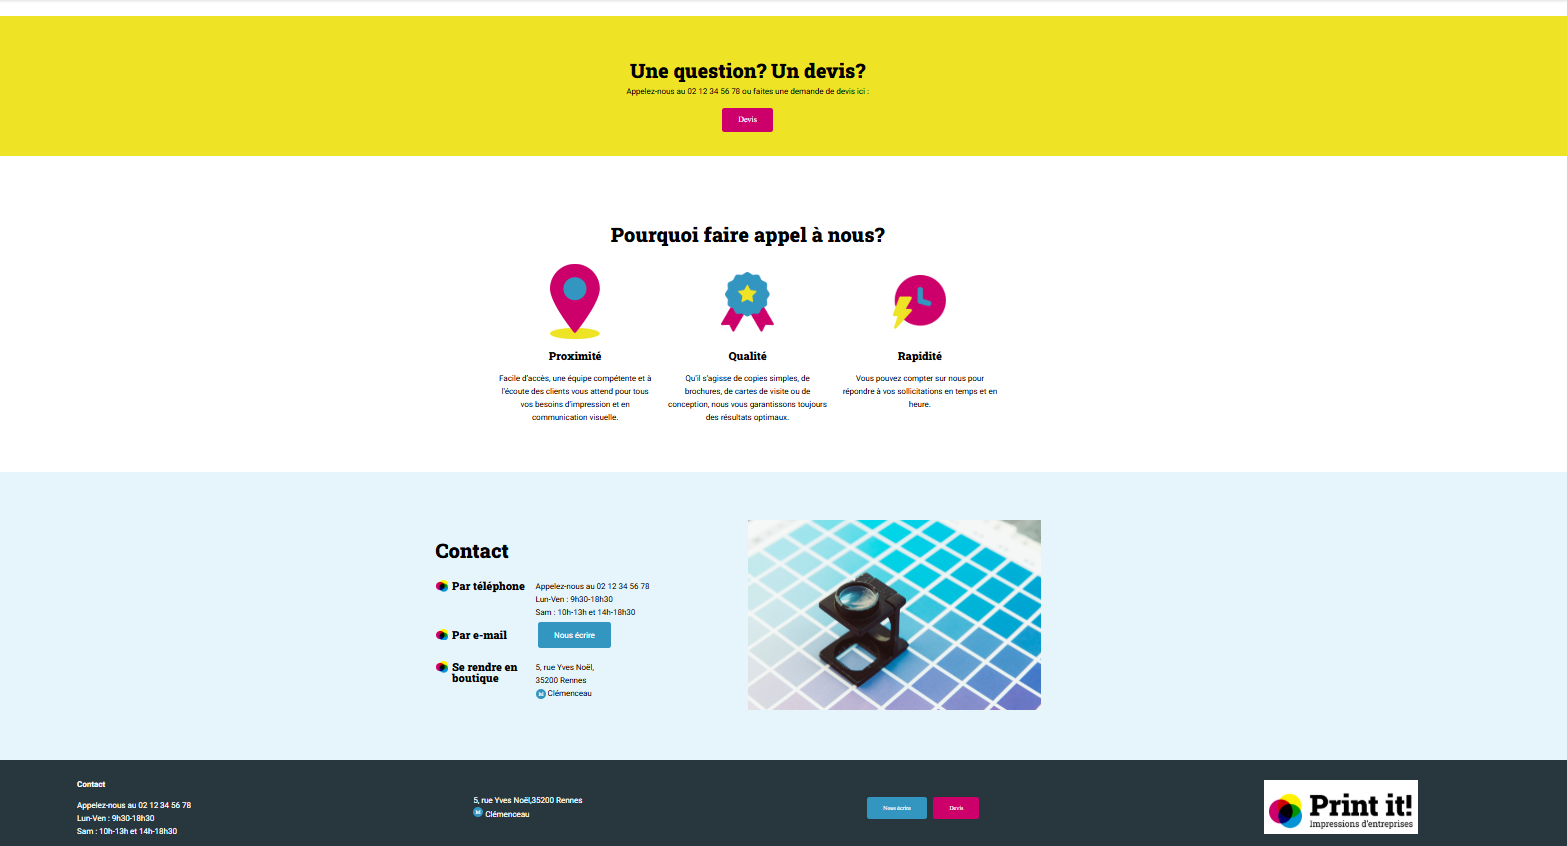 Une question? Un devis?
Appelez-nous au 02 12 34 56 78 ou faites une demande de devis ici :
Devis
Pourquoi faire appel à nous?
Proximité
Facile d'accès, une équipe compétente et à
l'écoute des clients vous attend pour tous
vos besoins d'impression et en
communication visuelle.
Qualité
Qu'il s'agisse de copies simples, de
brochures, de cartes de visite ou de
conception, nous vous garantissons toujours
des résultats optimaux.
Rapidité
Vous pouvez compter sur nous pour
répondre à vos sollicitations en temps et en
heure.
Contact
Par téléphone
Appelez-nous au 02 12 34 56 78
Lun-Ven : 9h30-18h30
Sam : 10h-13h et 14h-18h30
Par e-mail
Nous écrire
Se rendre en
boutique
5, rue Yves Noël,
35200 Rennes
M Clémenceau
Contact
Appelez-nous au 02 12 34 56 78
Lun-Ven : 9h30-18h30
Sam : 10h-13h et 14h-18h30
5, rue Yves Noël,35200 Rennes
M Clémenceau
Nous écrire
Devis
Print it!
Impressions d'entreprises